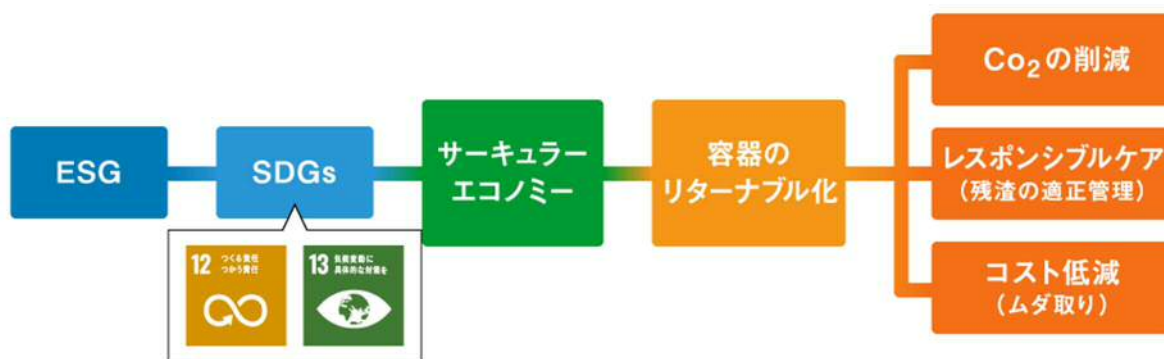 ESG
SDGs
12 つくる責任
つかう責任
13 気候変動に
具体的な対策を
サーキュラー
エコノミー
容器の
リターナブル化
Co₂の削減
レスポンシブルケア
(残渣の適正管理)
コスト低減
(ムダ取り)